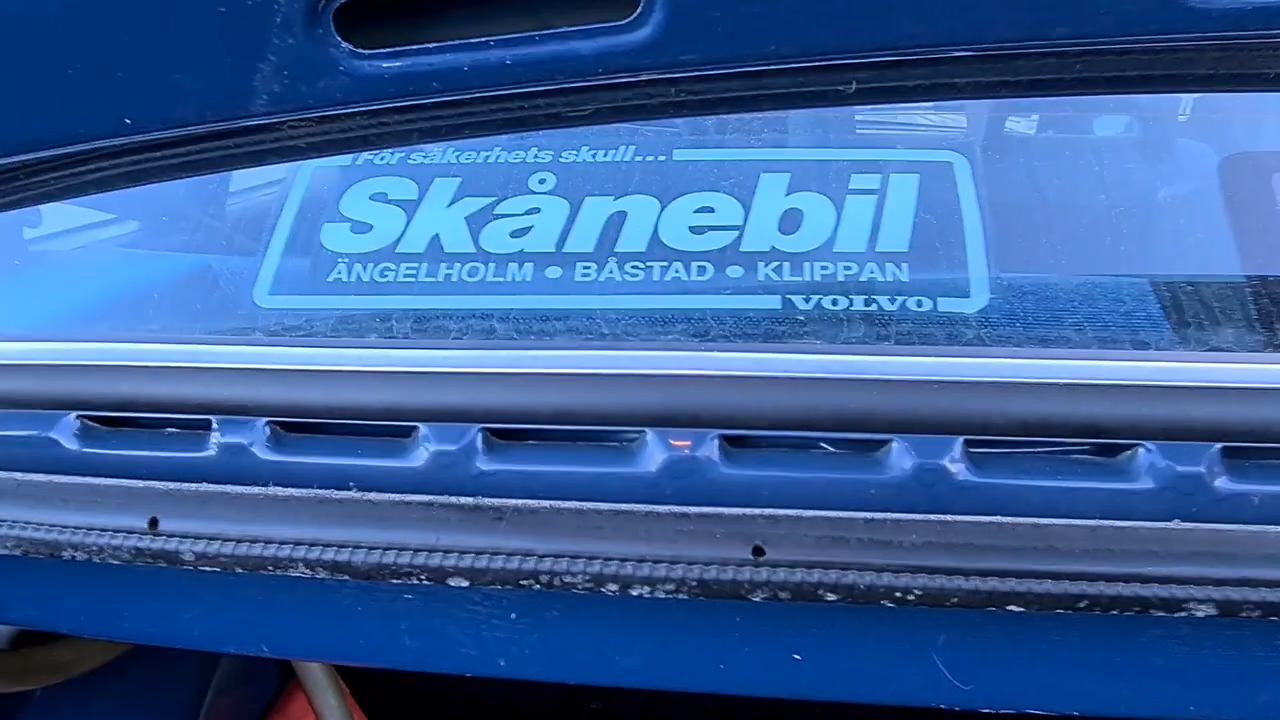 För säkerhets skull...
Skånebil
ÄNGELHOLM • BÅSTAD • KLIPPAN
VOLVO